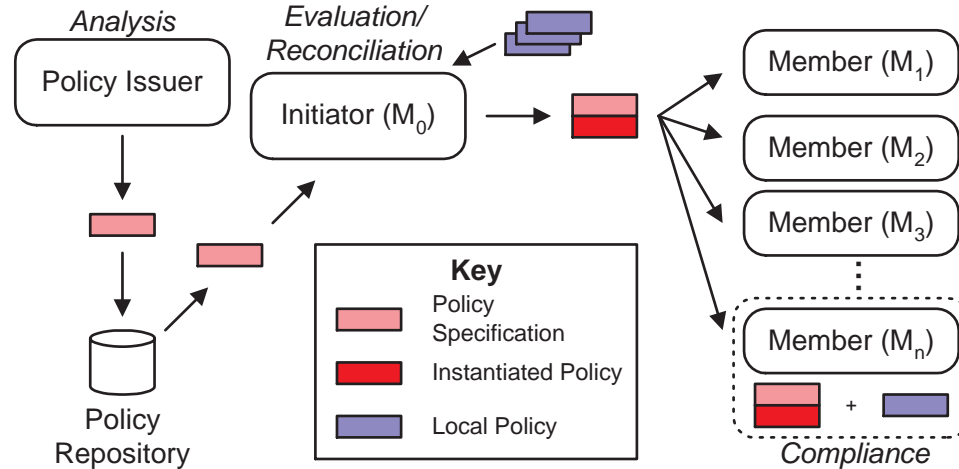 Analysis
Policy Issuer
Evaluation/
Reconciliation
Initiator (M0)
Member (M1)
Member (M2)
Member (M3)
Member (Mn)
+
Compliance
Policy
Repository
Key
Policy
Specification
Instantiated Policy
Local Policy